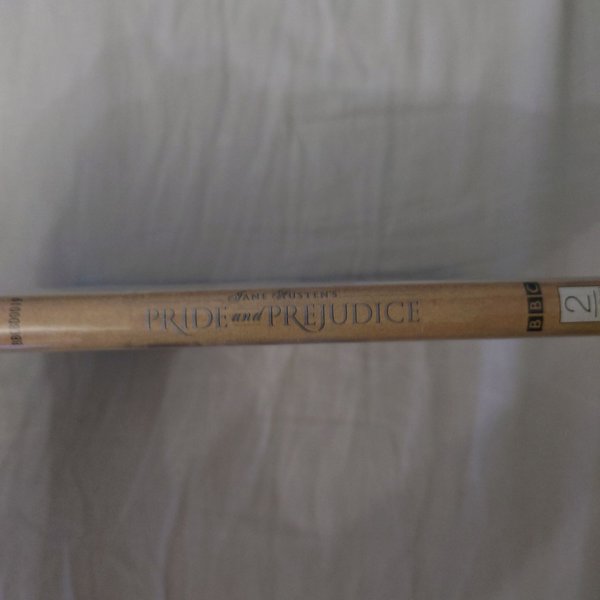 JANE AUSTEN'S
PRIDE and PREJUDICE
BBC
2